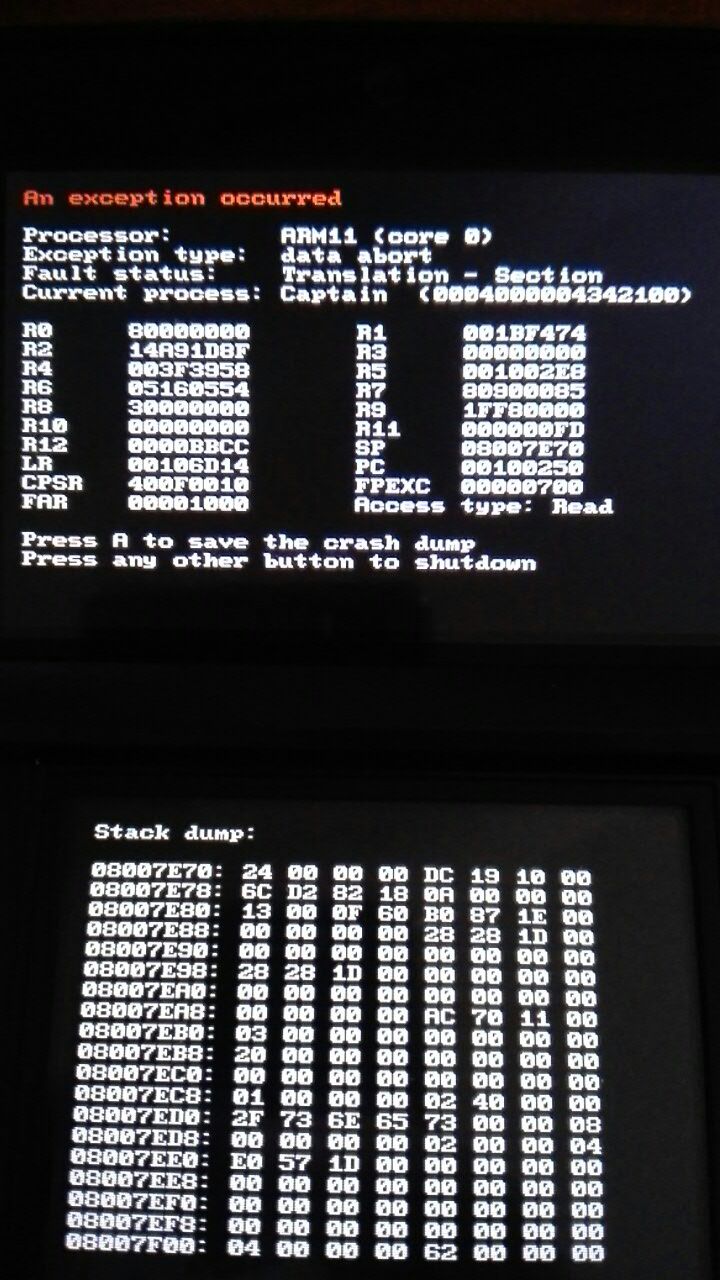 An exception occurred
Processor: ARM11 (core 0)
Exception type: data abort
Fault status: Translation - Section
Current process: Captain (0004000004342100)
R0 80000000 R1 001BF474
R2 14A91D8F R3 00000000
R4 003F3958 R5 001002E8
R6 05160554 R7 80900085
R8 30000000 R9 1FF80000
R10 00000000 R11 000000FD
R12 0000BBCC SP 08007E70
LR 00106D14 PC 00100250
CPSR 400F0010 FPEXC 00000700
FAR 00001000 Access type: Read
Press A to save the crash dump
Press any other button to shutdown
Stack dump:
08007E70: 24 00 00 00 DC 19 10 00
08007E78: 6C D2 82 18 0A 00 00 00
08007E80: 13 00 0F 60 B0 87 1E 00
08007E88: 00 00 00 00 28 28 1D 00
08007E90: 00 00 00 00 00 00 00 00
08007E98: 28 28 1D 00 00 00 00 00
08007EA0: 00 00 00 00 00 00 00 00
08007EA8: 00 00 00 00 AC 70 11 00
08007EB0: 03 00 00 00 00 00 00 00
08007EB8: 20 00 00 00 00 00 00 00
08007EC0: 00 00 00 00 00 00 00 00
08007EC8: 01 00 00 00 02 40 00 00
08007ED0: 2F 73 6E 65 73 00 00 08
08007ED8: 00 00 00 00 02 00 00 04
08007EE0: E0 57 1D 00 00 00 00 00
08007EE8: 00 00 00 00 00 00 00 00
08007EF0: 00 00 00 00 00 00 00 00
08007EF8: 00 00 00 00 00 00 00 00
08007F00: 04 00 00 00 62 00 00 00